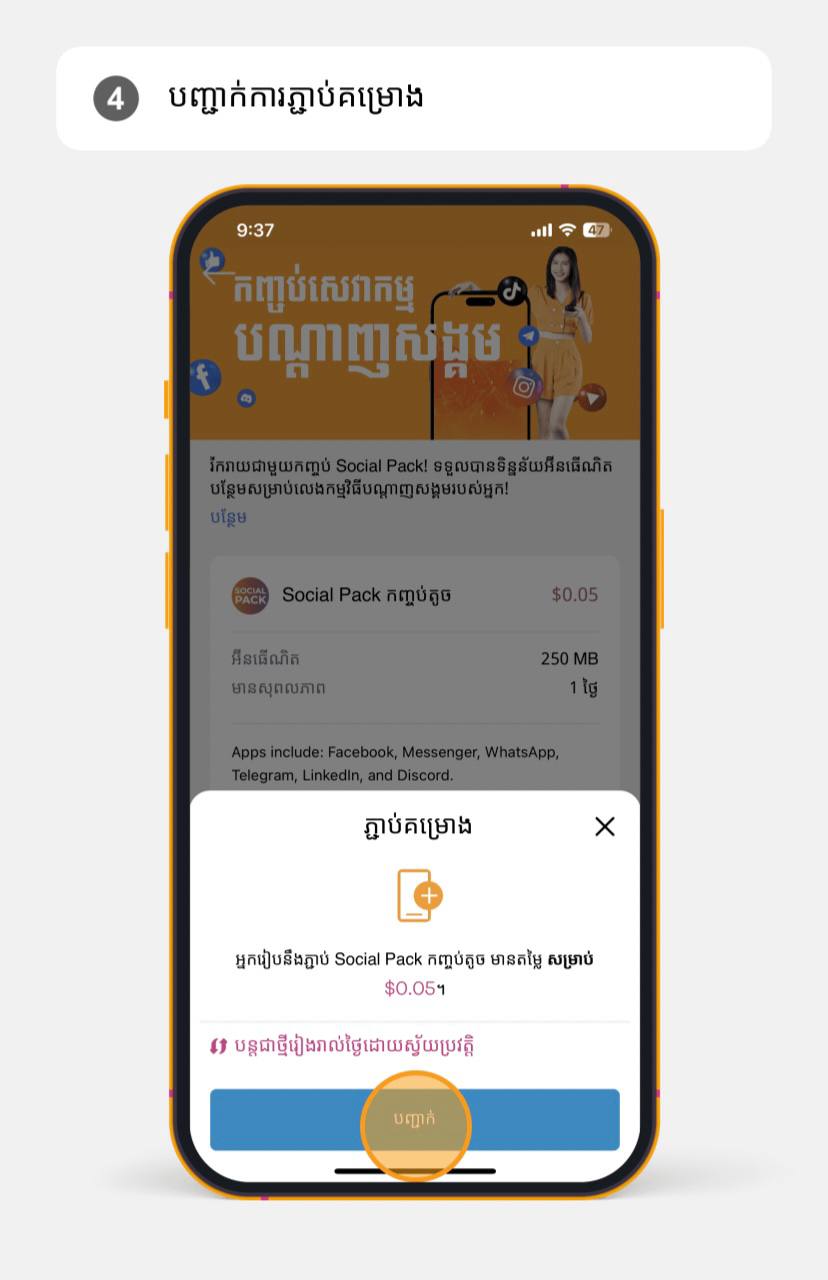 4 បញ្ជាក់ការភ្ជាប់គម្រោង
9:37
47
កញ្ចប់សេវាកម្ម
បណ្ដាញសង្គម
រីករាយជាមួយកញ្ចប់ Social Pack! ទទួលបានទិន្នន័យអ៊ីនធើណិត
បន្ថែមសម្រាប់លេងកម្មវិធីបណ្ដាញសង្គមរបស់អ្នក!
បន្ថែម
SOCIAL
PACK
Social Pack កញ្ចប់តូច $0.05
អ៊ីនធើណិត 250 MB
មានសុពលភាព 1 ថ្ងៃ
Apps include: Facebook, Messenger, WhatsApp,
Telegram, LinkedIn, and Discord.
ភ្ជាប់គម្រោង
អ្នករៀបនឹងភ្ជាប់ Social Pack កញ្ចប់តូច មានតម្លៃ សម្រាប់
$0.05។
បន្តជាថ្មីរៀងរាល់ថ្ងៃដោយស្វ័យប្រវត្តិ
បញ្ជាក់